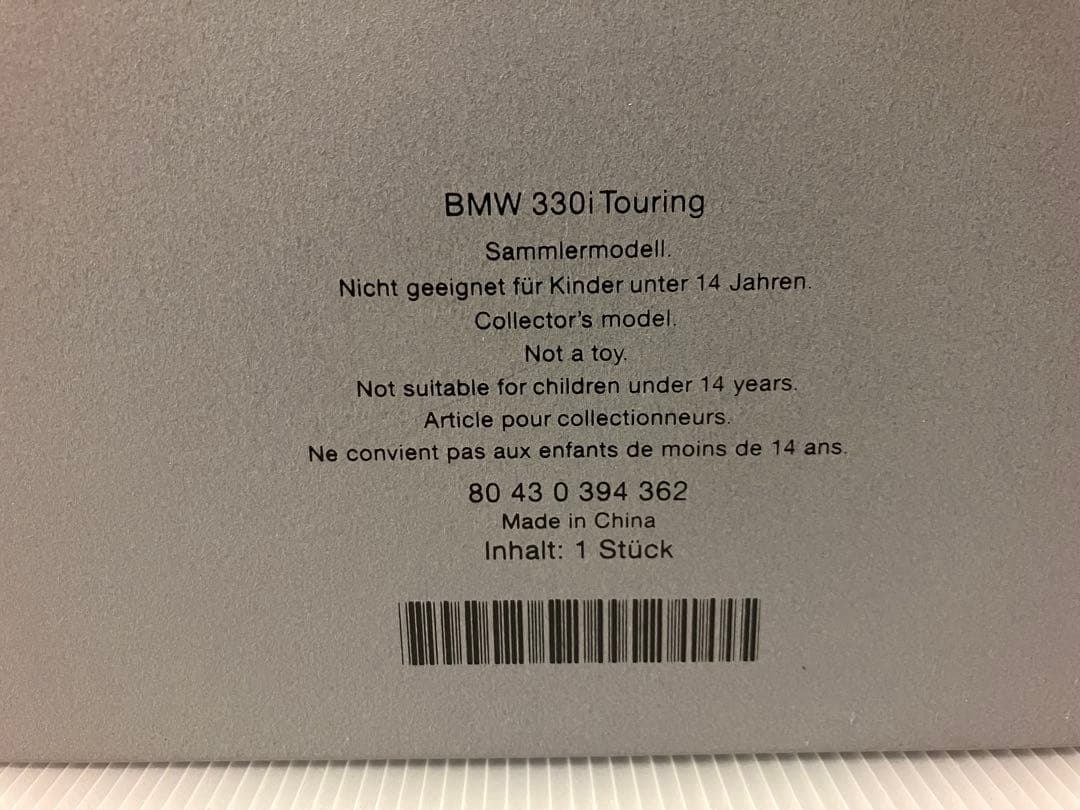 BMW 330i Touring
Sammlermodell.
Nicht geeignet für Kinder unter 14 Jahren.
Collector's model.
Not a toy.
Not suitable for children under 14 years.
Article pour collectionneurs.
Ne convient pas aux enfants de moins de 14 ans.
80 43 0 394 362
Made in China
Inhalt: 1 Stück